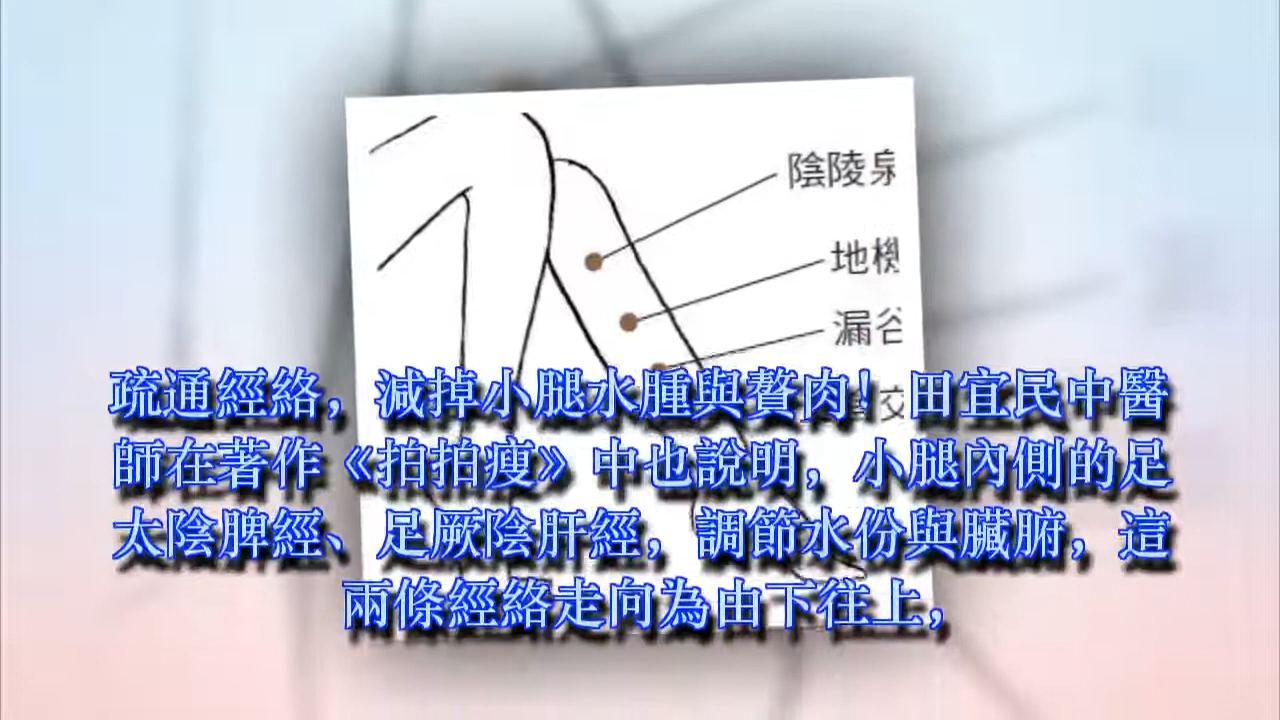 陰陵泉
地機
漏谷
交
疏通經絡，減掉小腿水腫與贅肉！田宜民中醫
師在著作《拍拍瘦》中也說明，小腿內側的足
太陰脾經、足厥陰肝經，調節水份與臟腑，這
兩條經絡走向為由下往上，